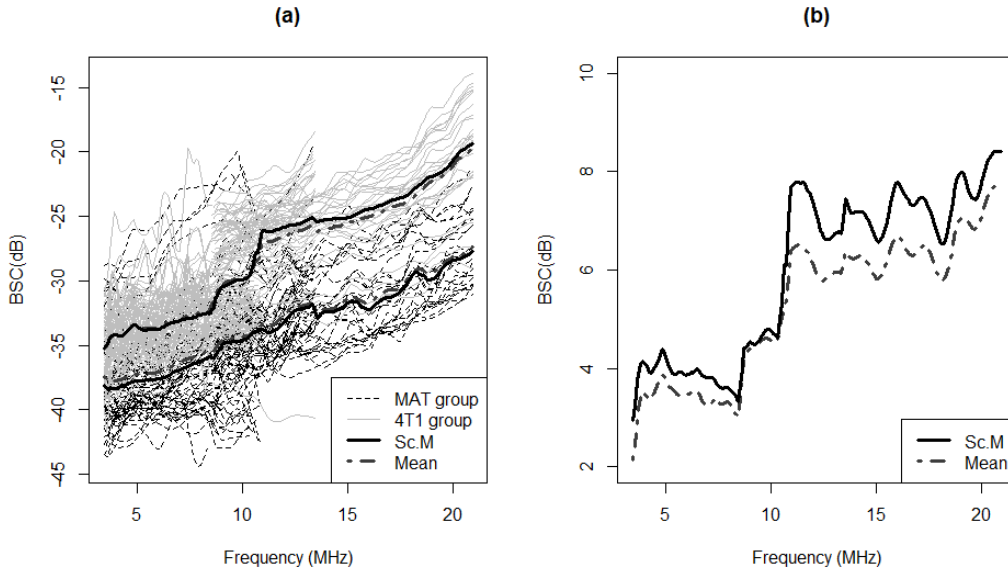 (a)
BSC(dB)
-15
-20
-25
-30
-35
-40
-45
MAT group
4T1 group
Sc.M
Mean
5
10
15
20
Frequency (MHz)
(b)
BSC(dB)
10
8
6
4
2
Sc.M
Mean
5
10
15
20
Frequency (MHz)